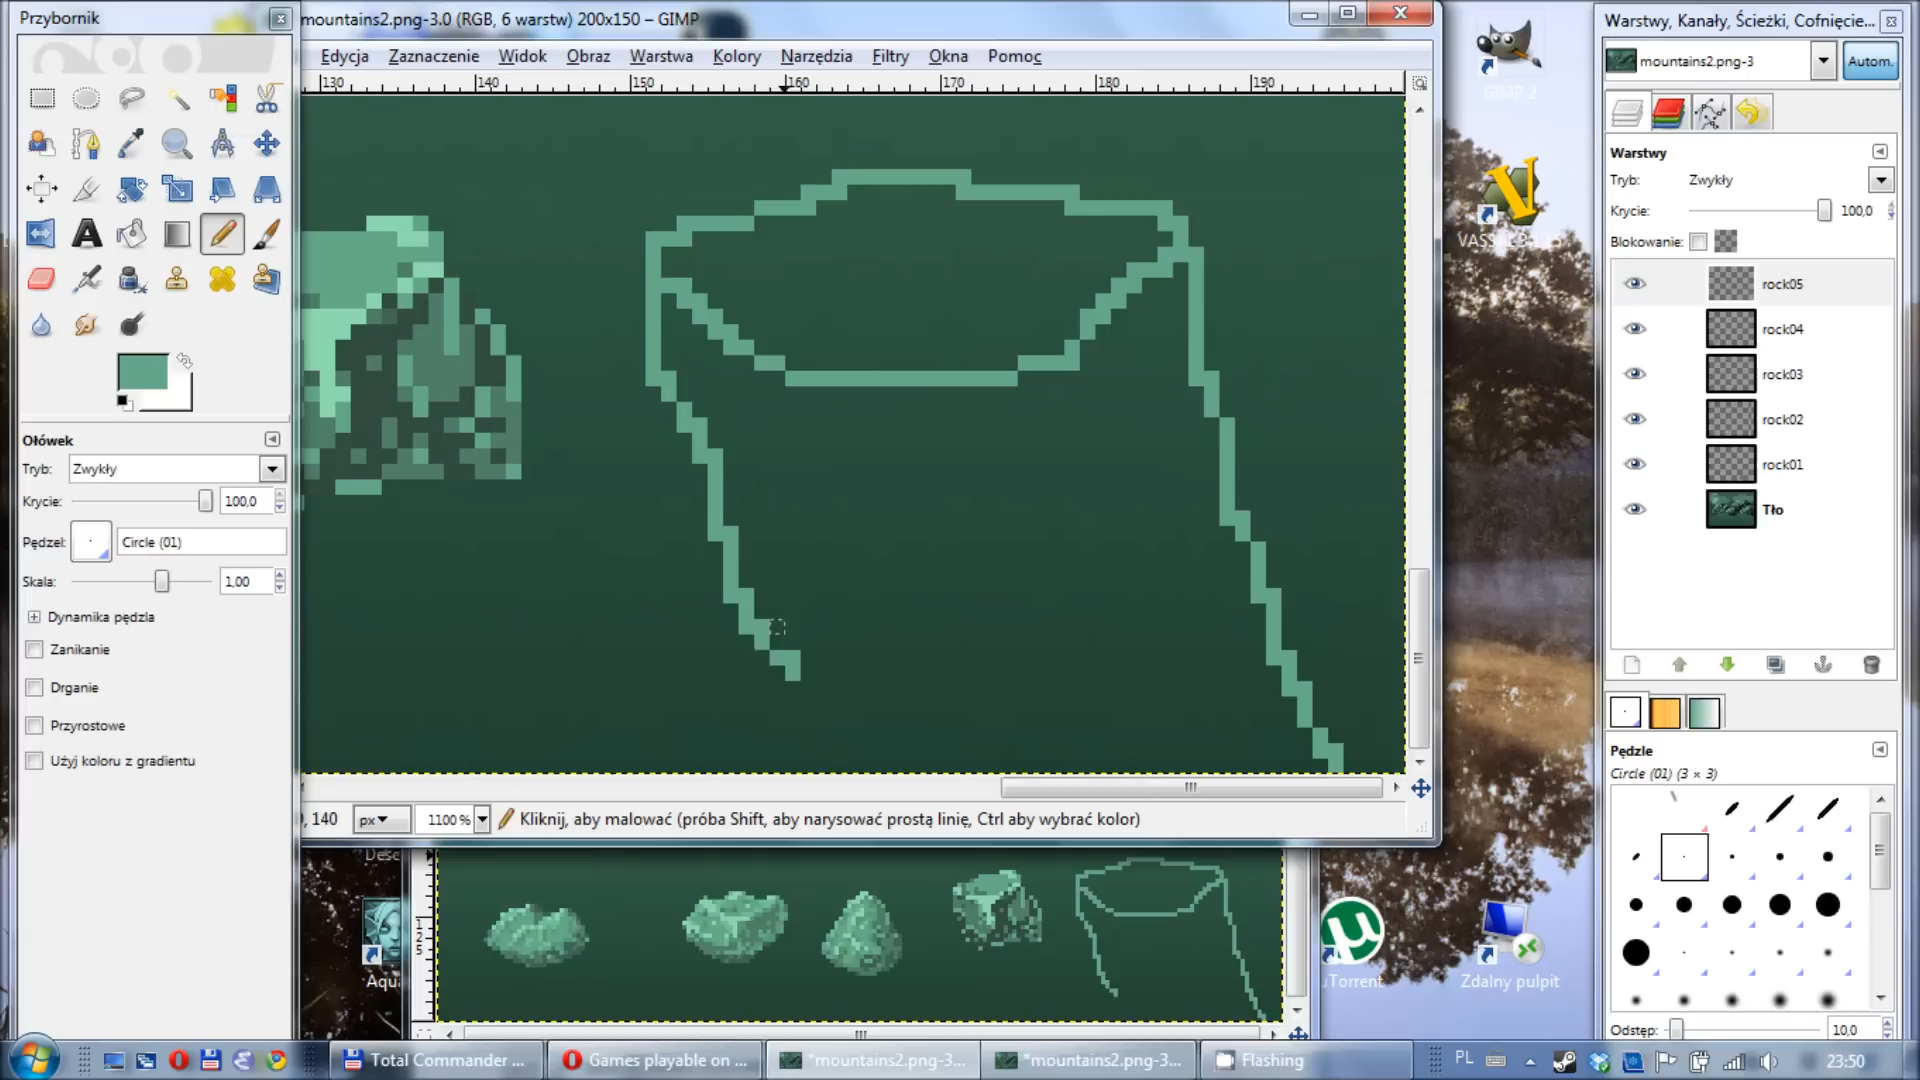 Przybornik
mountains2.png-3.0 (RGB, 6 warstw) 200x150 – GIMP
Edycja Zaznaczenie Widok Obraz Warstwa Kolory Narzędzia Filtry Okna Pomoc
130 140 150 160 170 180 190
Ołówek
Tryb: Zwykły
Krycie: 100,0
Pędzel: Circle (01)
Skala: 1,00
Dynamika pędzla
Zanikanie
Drganie
Przyrostowe
Użyj koloru z gradientu
, 140 px 1100 % Kliknij, aby malować (próba Shift, aby narysować prostą linię, Ctrl aby wybrać kolor)
GIMP 2
Aqua
uTorrent
Zdalny pulpit
Warstwy, Kanały, Ścieżki, Cofnięcie...
mountains2.png-3 Autom.
Warstwy
Tryb: Zwykły
Krycie: 100,0
Blokowanie:
rock05
rock04
rock03
rock02
rock01
Tło
Pędzle
Circle (01) (3 × 3)
Odstęp: 10,0
Total Commander ... Games playable on ... *mountains2.png-3... *mountains2.png-3... Flashing PL 23:50